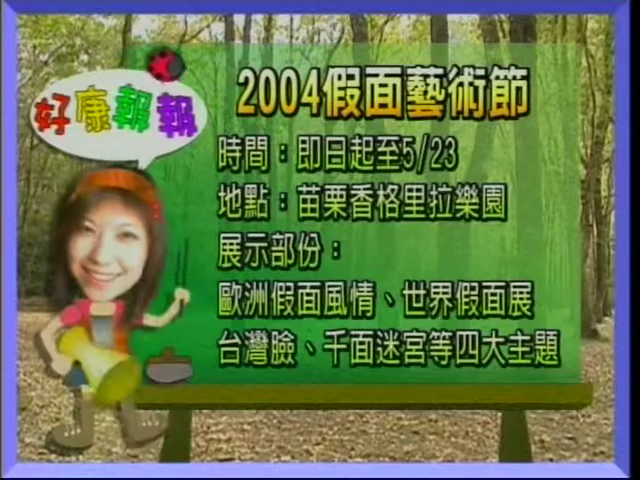 好康報報
2004假面藝術節
時間：即日起至5/23
地點：苗栗香格里拉樂園
展示部份：
歐洲假面風情、世界假面展
台灣臉、千面迷宮等四大主題